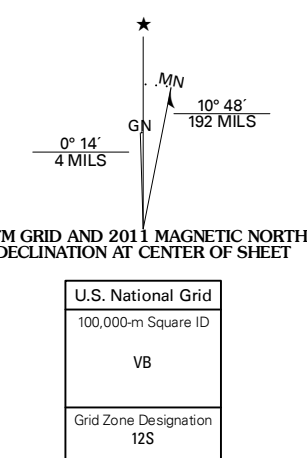 ★
MN
GN
10° 48´
192 MILS
0° 14´
4 MILS
GRID AND 2011 MAGNETIC NORTH
DECLINATION AT CENTER OF SHEET
U.S. National Grid
100,000-m Square ID
VB
Grid Zone Designation
12S